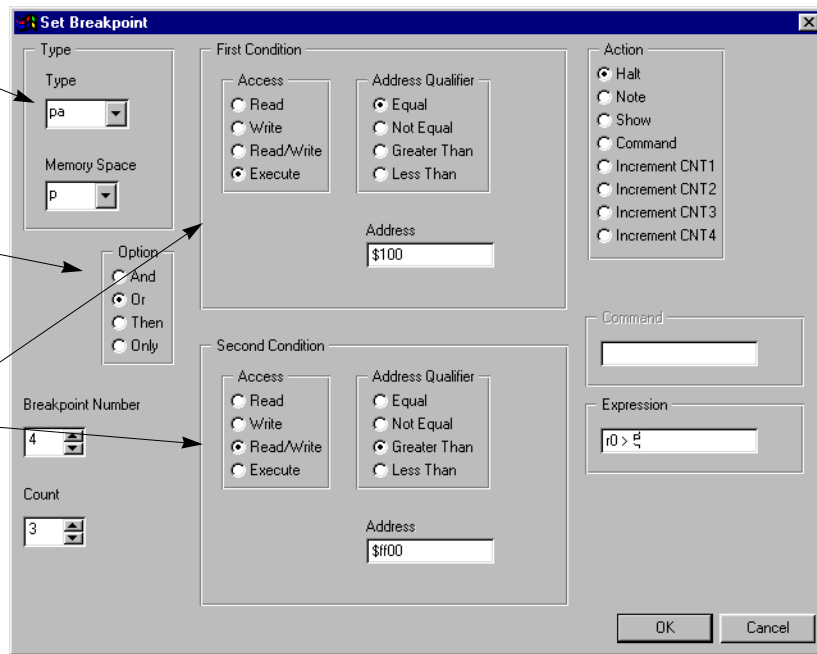 Set Breakpoint
Type
Type
pa
Memory Space
p
Option
And
Or
Then
Only
Breakpoint Number
4
Count
3
First Condition
Access
Read
Write
Read/Write
Execute
Address Qualifier
Equal
Not Equal
Greater Than
Less Than
Address
$100
Second Condition
Access
Read
Write
Read/Write
Execute
Address Qualifier
Equal
Not Equal
Greater Than
Less Than
Address
$ff00
Action
Halt
Note
Show
Command
Increment CNT1
Increment CNT2
Increment CNT3
Increment CNT4
Command
Expression
r0 >
OK
Cancel